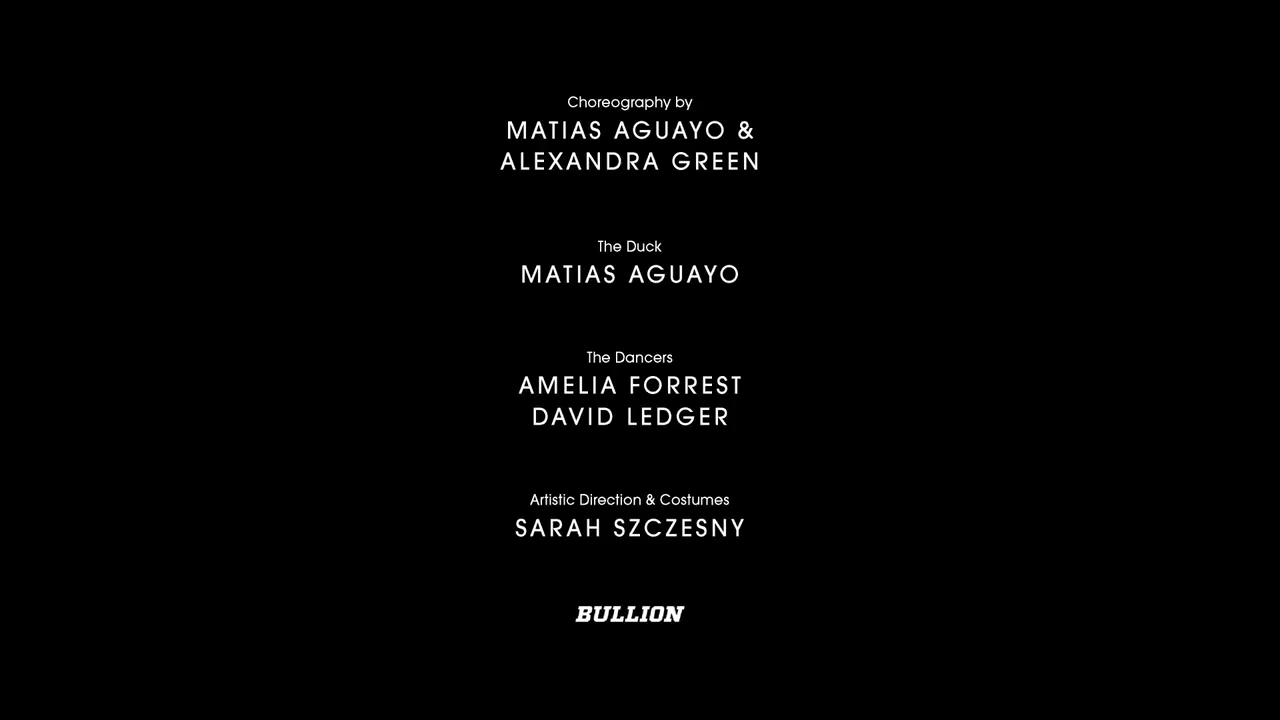 Choreography by
MATIAS AGUAYO &
ALEXANDRA GREEN
The Duck
MATIAS AGUAYO
The Dancers
AMELIA FORREST
DAVID LEDGER
Artistic Direction & Costumes
SARAH SZCZESNY
BULLION